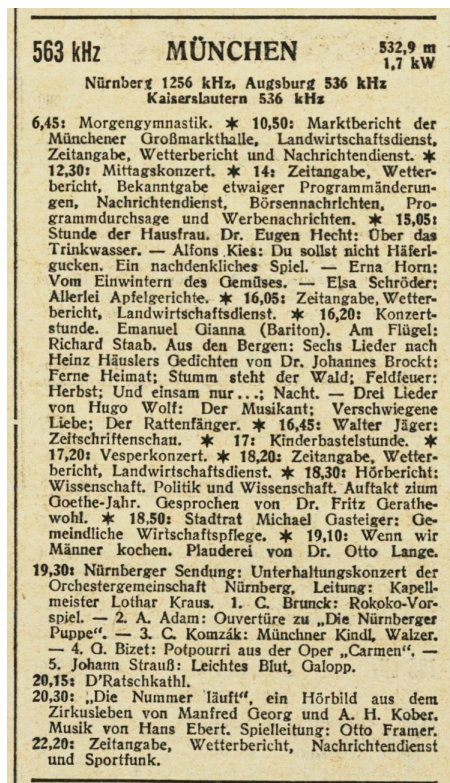 563 kHz MÜNCHEN 532,9 m
1,7 kW
Nürnberg 1256 kHz, Augsburg 536 kHz
Kaiserslautern 536 kHz
6,45: Morgengymnastik. ✶ 10,50: Marktbericht der
Münchener Großmarkthalle, Landwirtschaftsdienst,
Zeitangabe, Wetterbericht und Nachrichtendienst. ✶
12,30: Mittagskonzert. ✶ 14: Zeitangabe, Wetter-
bericht, Bekanntgabe etwaiger Programmänderun-
gen, Nachrichtendienst, Börsennachrichten, Pro-
grammdurchsage und Werbenachrichten. ✶ 15,05:
Stunde der Hausfrau. Dr. Eugen Hecht: Über das
Trinkwasser. — Alfons Kies: Du sollst nicht Häferl-
gucken. Ein nachdenkliches Spiel. — Erna Horn:
Vom Einwintern des Gemüses. — Elsa Schröder:
Allerlei Apfelgerichte. ✶ 16,05: Zeitangabe, Wetter-
bericht, Landwirtschaftsdienst. ✶ 16,20: Konzert-
stunde. Emanuel Gianna (Bariton). Am Flügel:
Richard Staab. Aus den Bergen: Sechs Lieder nach
Heinz Häuslers Gedichten von Dr. Johannes Brockt:
Ferne Heimat; Stumm steht der Wald; Feldfeuer;
Herbst; Und einsam nur...; Nacht. — Drei Lieder
von Hugo Wolf: Der Musikant; Verschwiegene
Liebe; Der Rattenfänger. ✶ 16,45: Walter Jäger:
Zeitschriftenschau. ✶ 17: Kinderbastelstunde. ✶
17,20: Vesperkonzert. ✶ 18,20: Zeitangabe, Wetter-
bericht, Landwirtschaftsdienst. ✶ 18,30: Hörbericht:
Wissenschaft. Politik und Wissenschaft. Auftakt zium
Goethe-Jahr. Gesprochen von Dr. Fritz Gerathe-
wohl. ✶ 18,50: Stadtrat Michael Gasteiger: Ge-
meindliche Wirtschaftspflege. ✶ 19,10: Wenn wir
Männer kochen. Plauderei von Dr. Otto Lange.
19,30: Nürnberger Sendung: Unterhaltungskonzert der
Orchestergemeinschaft Nürnberg, Leitung: Kapell-
meister Lothar Kraus. 1. C. Brunck: Rokoko-Vor-
spiel. — 2. A. Adam: Ouvertüre zu „Die Nürnberger
Puppe“. — 3. C. Komzák: Münchner Kindl, Walzer.
— 4. G. Bizet: Potpourri aus der Oper „Carmen“. —
5. Johann Strauß: Leichtes Blut, Galopp.
20,15: D'Ratschkathl.
20,30: „Die Nummer läuft“, ein Hörbild aus dem
Zirkusleben von Manfred Georg und A. H. Kober.
Musik von Hans Ebert. Spielleitung: Otto Framer.
22,20: Zeitangabe, Wetterbericht, Nachrichtendienst
und Sportfunk.